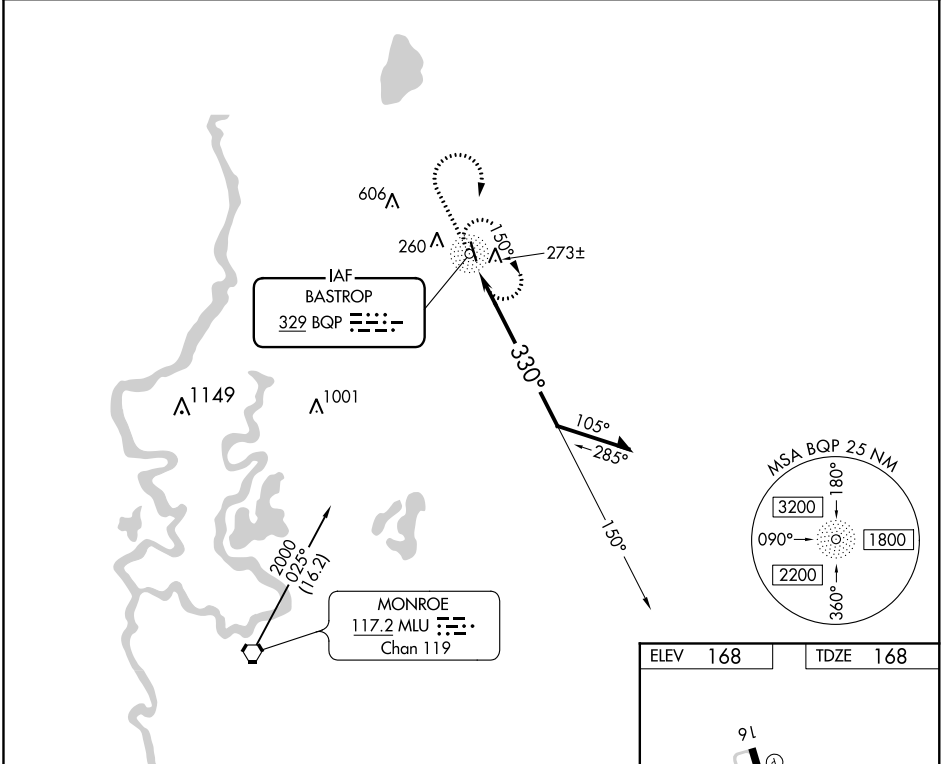 606
260
150°
273±
IAF
BASTROP
329 BQP
330°
1149
1001
105°
285°
MSA BQP 25 NM
180°
3200
090°
1800
2200
360°
150°
2000
025°
(16.2)
MONROE
117.2 MLU
Chan 119
ELEV 168
TDZE 168
16